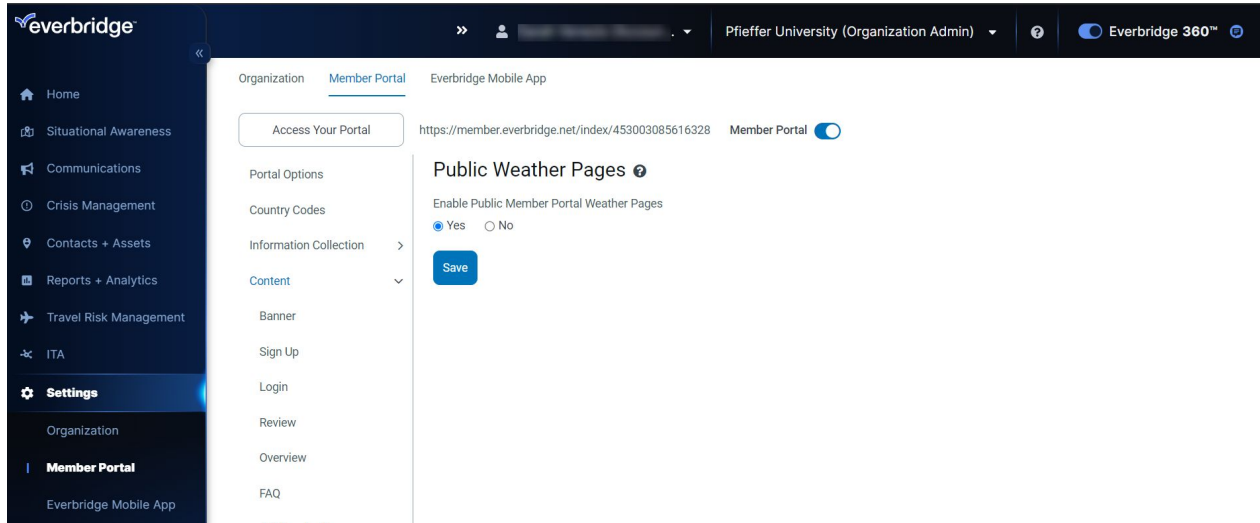 everbridge™
Pfieffer University (Organization Admin)
Everbridge 360™
Home
Situational Awareness
Communications
Crisis Management
Contacts + Assets
Reports + Analytics
Travel Risk Management
ITA
Settings
Organization
Member Portal
Everbridge Mobile App
Organization Member Portal Everbridge Mobile App
Access Your Portal https://member.everbridge.net/index/453003085616328 Member Portal
Portal Options
Country Codes
Information Collection
Content
Banner
Sign Up
Login
Review
Overview
FAQ
Public Weather Pages
Enable Public Member Portal Weather Pages
Yes No
Save